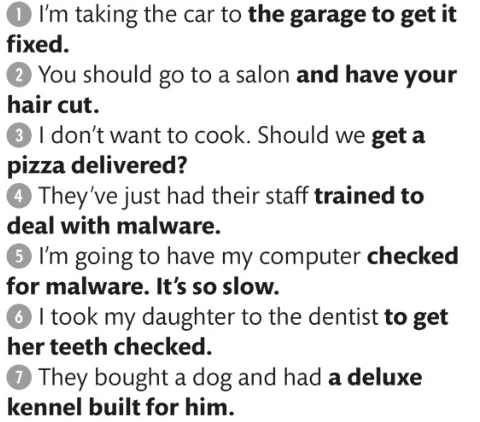 1 I'm taking the car to the garage to get it
fixed.
2 You should go to a salon and have your
hair cut.
3 I don't want to cook. Should we get a
pizza delivered?
4 They've just had their staff trained to
deal with malware.
5 I'm going to have my computer checked
for malware. It's so slow.
6 I took my daughter to the dentist to get
her teeth checked.
7 They bought a dog and had a deluxe
kennel built for him.